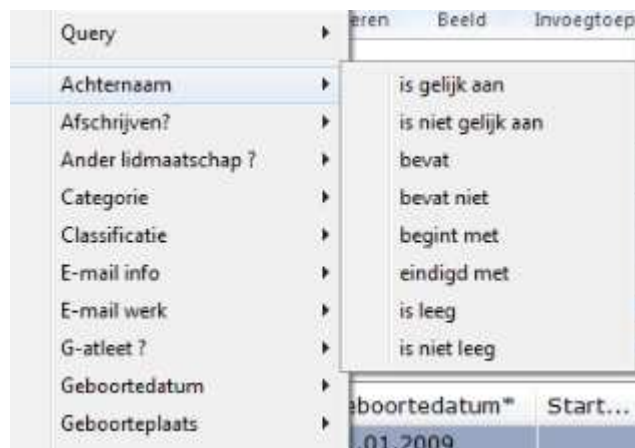 Query
eren Beeld Invoegtoep
Achternaam
Afschrijven?
Ander lidmaatschap ?
Categorie
Classificatie
E-mail info
E-mail werk
G-atleet ?
Geboortedatum
Geboorteplaats
is gelijk aan
is niet gelijk aan
bevat
bevat niet
begint met
eindigd met
is leeg
is niet leeg
eboortedatum* Start...
.01.2009